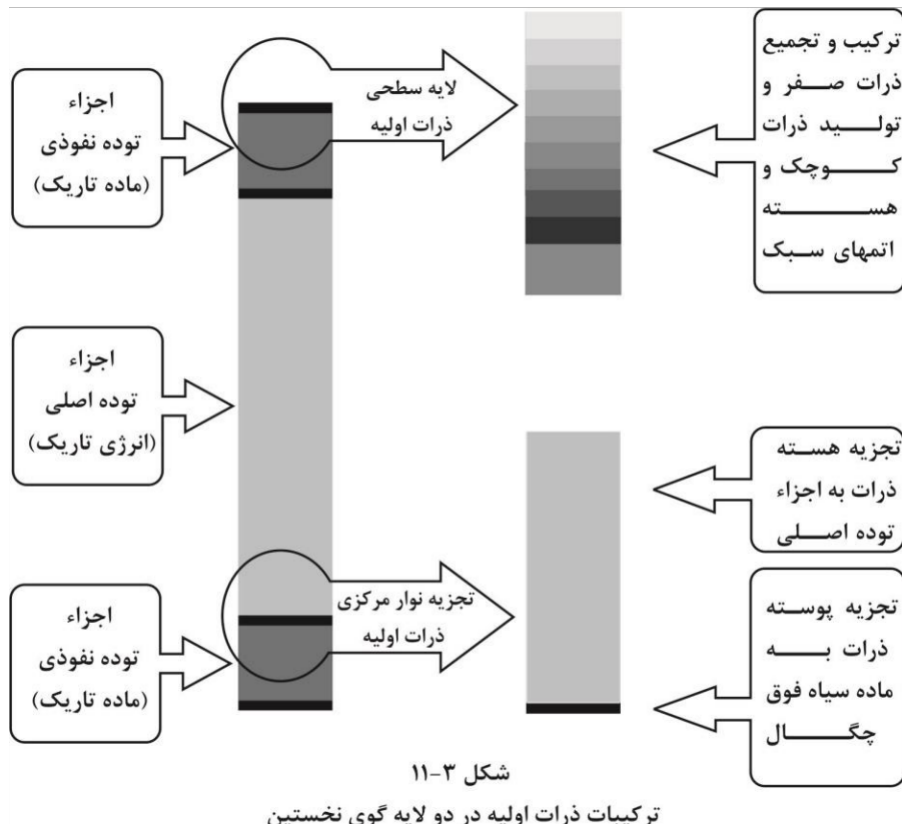 ترکیب و تجمیع
ذرات صفر و
تولید ذرات
کوچک و
هسته
اتمهای سبک
لایه سطحی
ذرات اولیه
اجزاء
توده نفوذی
(ماده تاریک)
اجزاء
توده اصلی
(انرژی تاریک)
تجزیه هسته
ذرات به اجزاء
توده اصلی
تجزیه نوار مرکزی
ذرات اولیه
اجزاء
توده نفوذی
(ماده تاریک)
تجزیه پوسته
ذرات به
ماده سیاه فوق
چگال
شکل ۳-۱۱
ترکیبات ذرات اولیه در دو لایه گوی نخستین